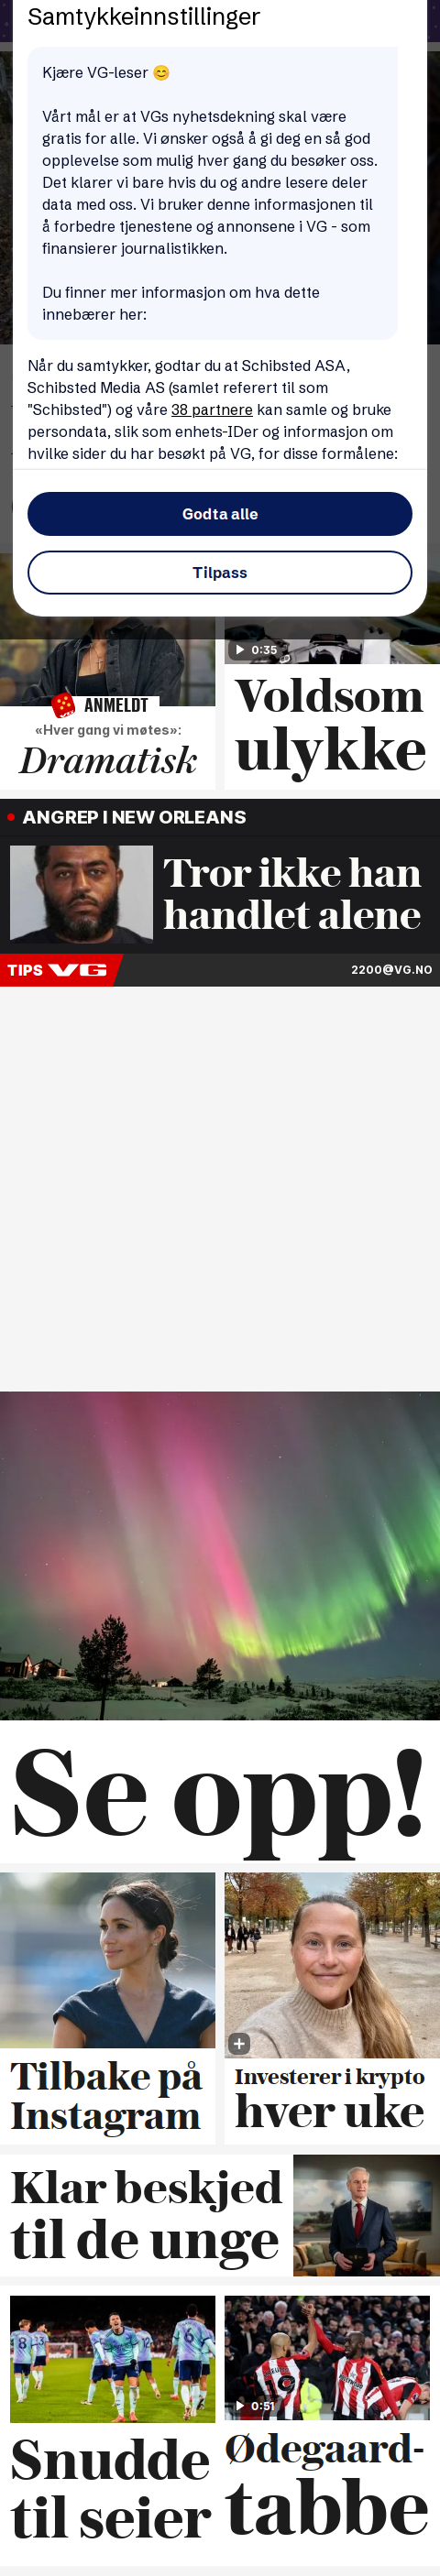 Samtykkeinnstillinger
Kjære VG-leser 😊
Vårt mål er at VGs nyhetsdekning skal være
gratis for alle. Vi ønsker også å gi deg en så god
opplevelse som mulig hver gang du besøker oss.
Det klarer vi bare hvis du og andre lesere deler
data med oss. Vi bruker denne informasjonen til
å forbedre tjenestene og annonsene i VG - som
finansierer journalistikken.
Du finner mer informasjon om hva dette
innebærer her:
Når du samtykker, godtar du at Schibsted ASA,
Schibsted Media AS (samlet referert til som
"Schibsted") og våre 38 partnere kan samle og bruke
persondata, slik som enhets-IDer og informasjon om
hvilke sider du har besøkt på VG, for disse formålene:
Godta alle
Tilpass
ANMELDT
«Hver gang vi møtes»:
Dramatisk
0:35
Voldsom
ulykke
ANGREP I NEW ORLEANS
Tror ikke han
handlet alene
TIPS VG
2200@VG.NO
Se opp!
Tilbake på
Instagram
Investerer i krypto
hver uke
Klar beskjed
til de unge
Snudde
til seier
0:51
Ødegaard-
tabbe